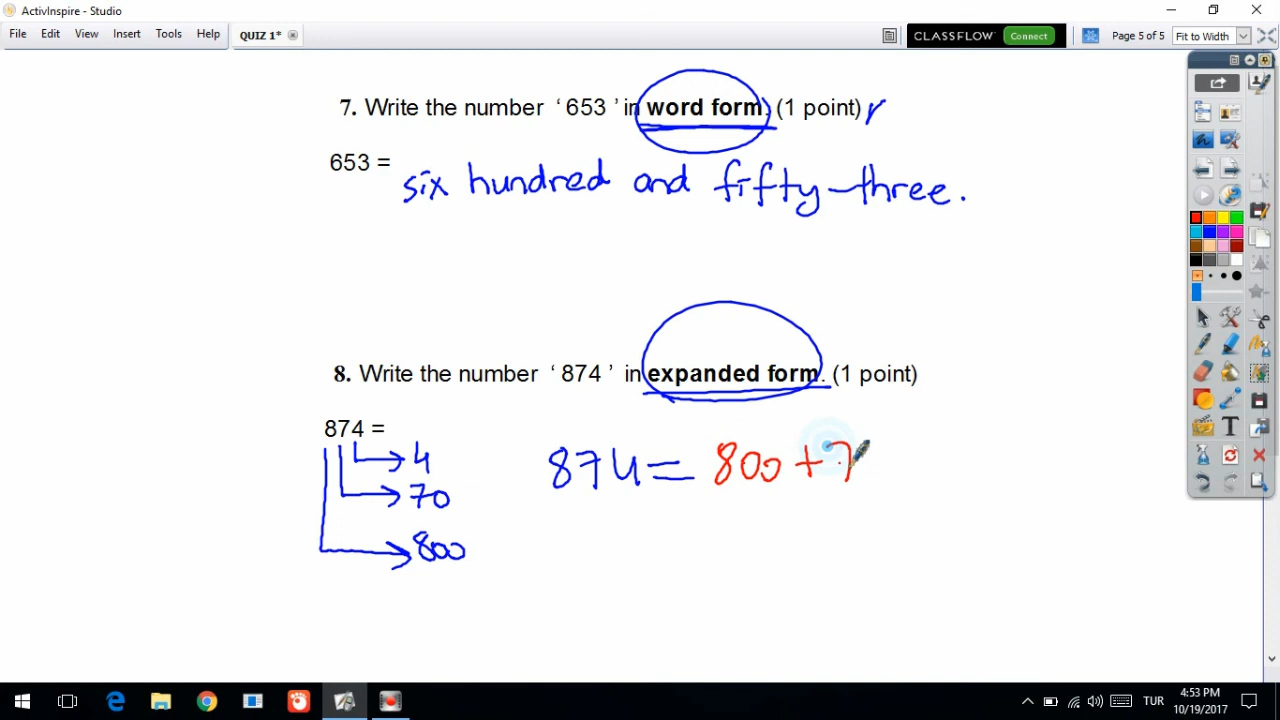 ActivInspire - Studio
File Edit View Insert Tools Help QUIZ 1* CLASSFLOW Connect Page 5 of 5 Fit to Width
7. Write the number ‘ 653 ’ in word form. (1 point)
653 = six hundred and fifty-three.
8. Write the number ‘ 874 ’ in expanded form. (1 point)
874 =
4
70
800
874 = 800 + 7
T
TUR
4:53 PM
10/19/2017